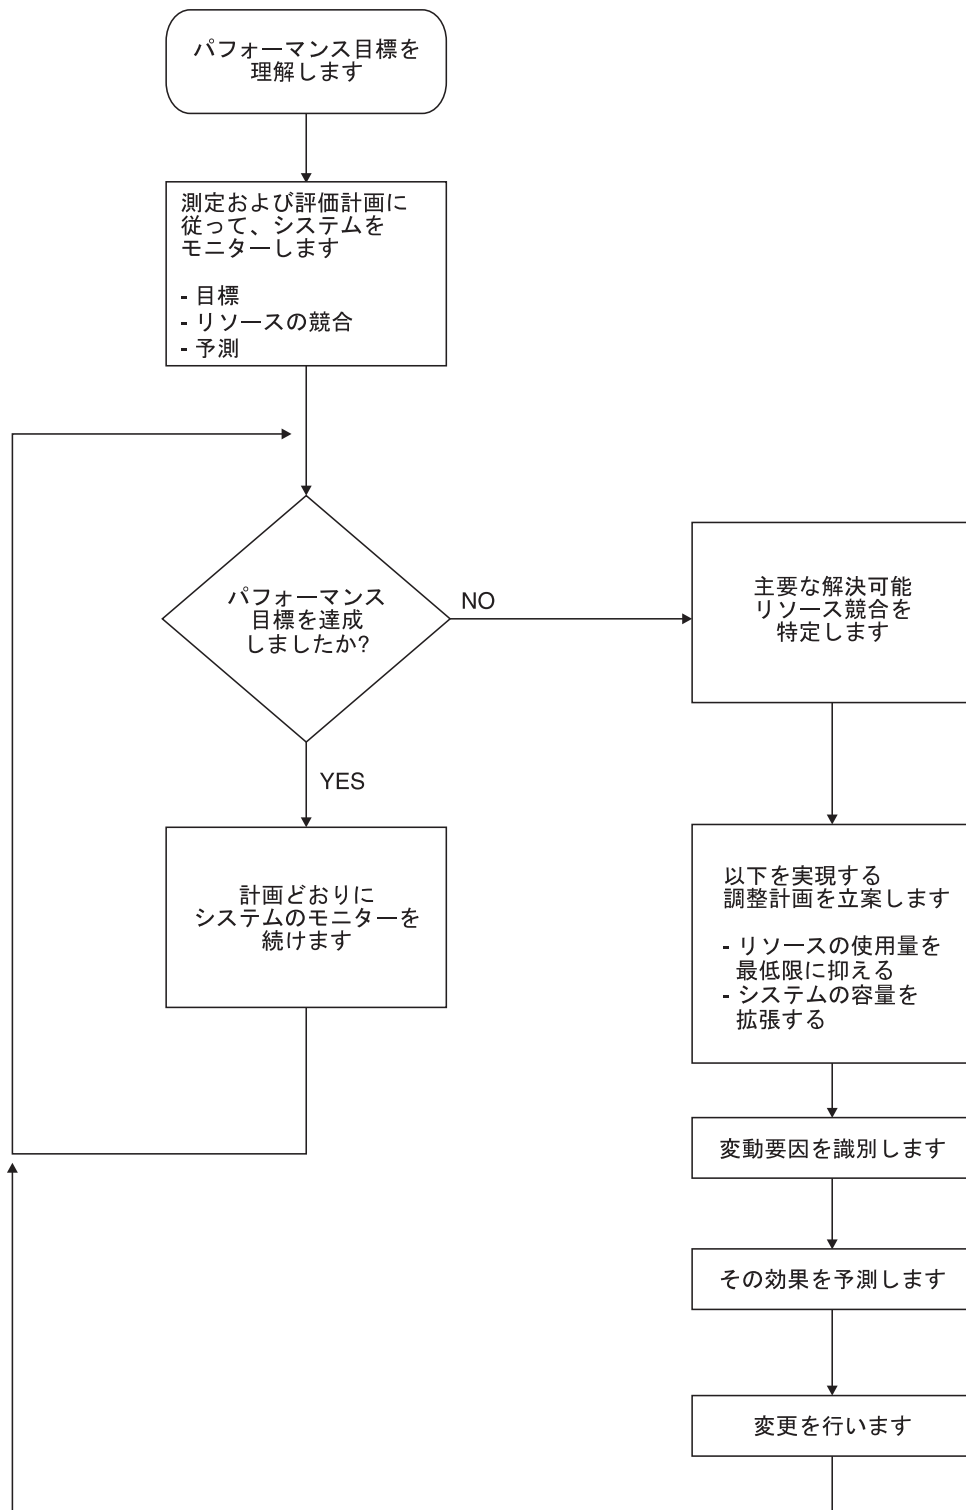 パフォーマンス目標を
理解します
測定および評価計画に
従って、システムを
モニターします
- 目標
- リソースの競合
- 予測
パフォーマンス
目標を達成
しましたか?
NO
主要な解決可能
リソース競合を
特定します
YES
計画どおりに
システムのモニターを
続けます
以下を実現する
調整計画を立案します
- リソースの使用量を
最低限に抑える
- システムの容量を
拡張する
変動要因を識別します
その効果を予測します
変更を行います